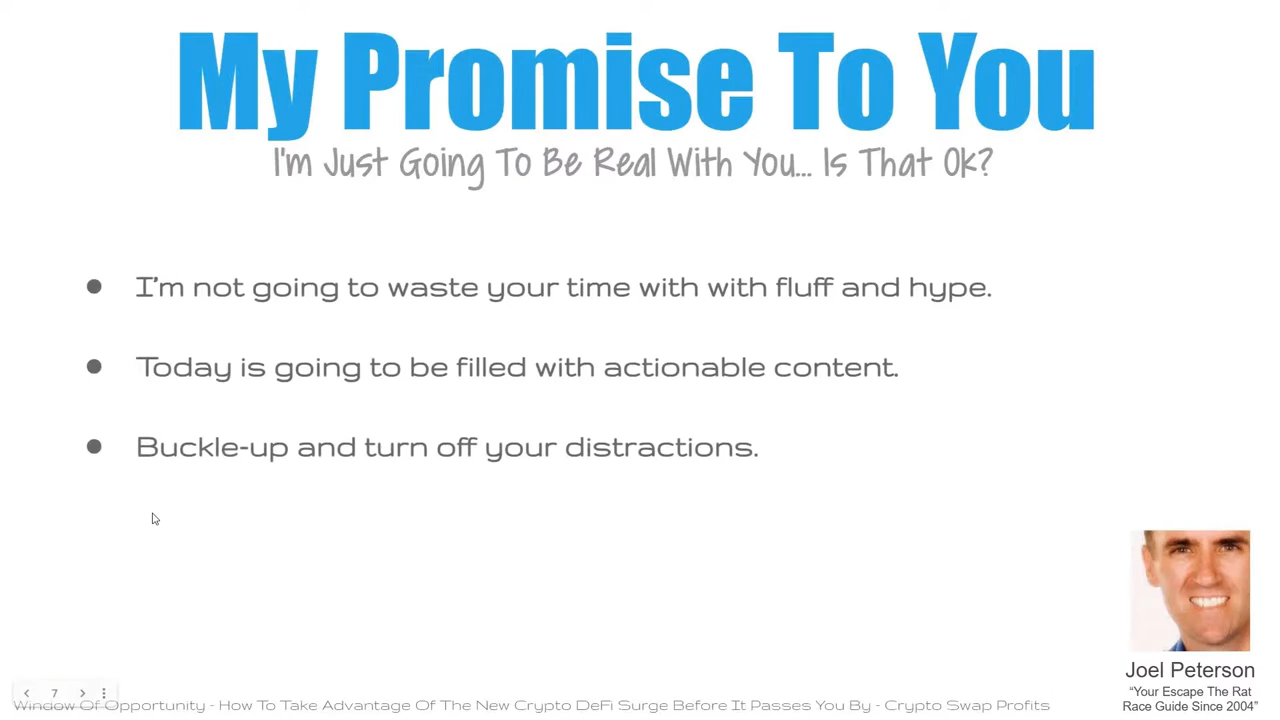 My Promise To You
I'm Just Going To Be Real With You... Is That Ok?
● I'm not going to waste your time with with fluff and hype.
● Today is going to be filled with actionable content.
● Buckle-up and turn off your distractions.
Joel Peterson
“Your Escape The Rat
Race Guide Since 2004”
7
Window Of Opportunity - How To Take Advantage Of The New Crypto DeFi Surge Before It Passes You By - Crypto Swap Profits